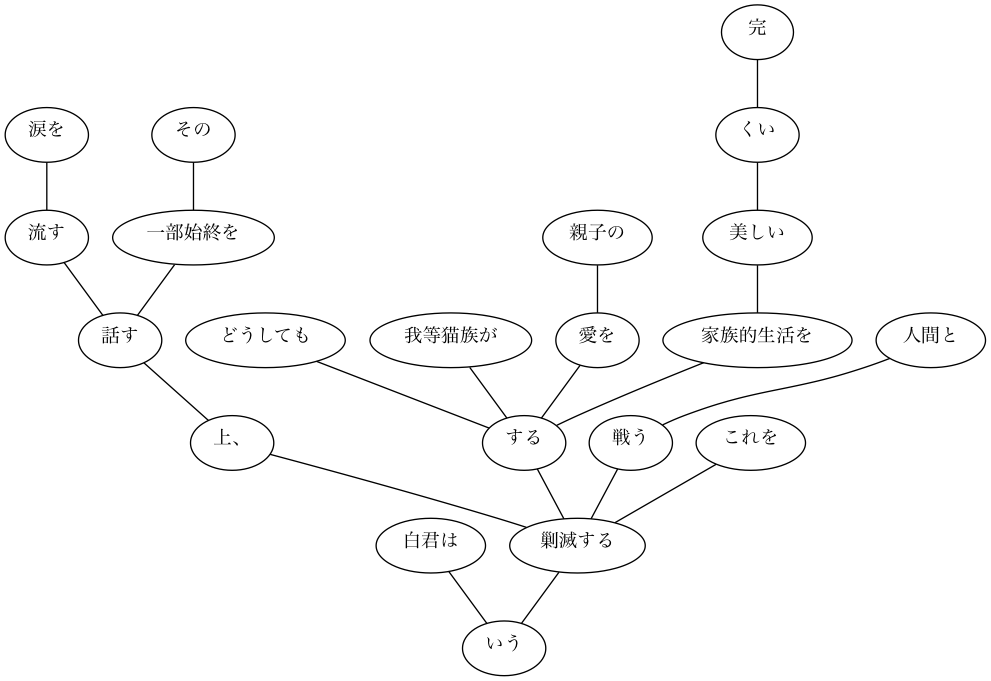 完
涙を
その
くい
流す
一部始終を
親子の
美しい
話す
どうしても
我等猫族が
愛を
家族的生活を
人間と
上、
する
戦う
これを
白君は
剿滅する
いう